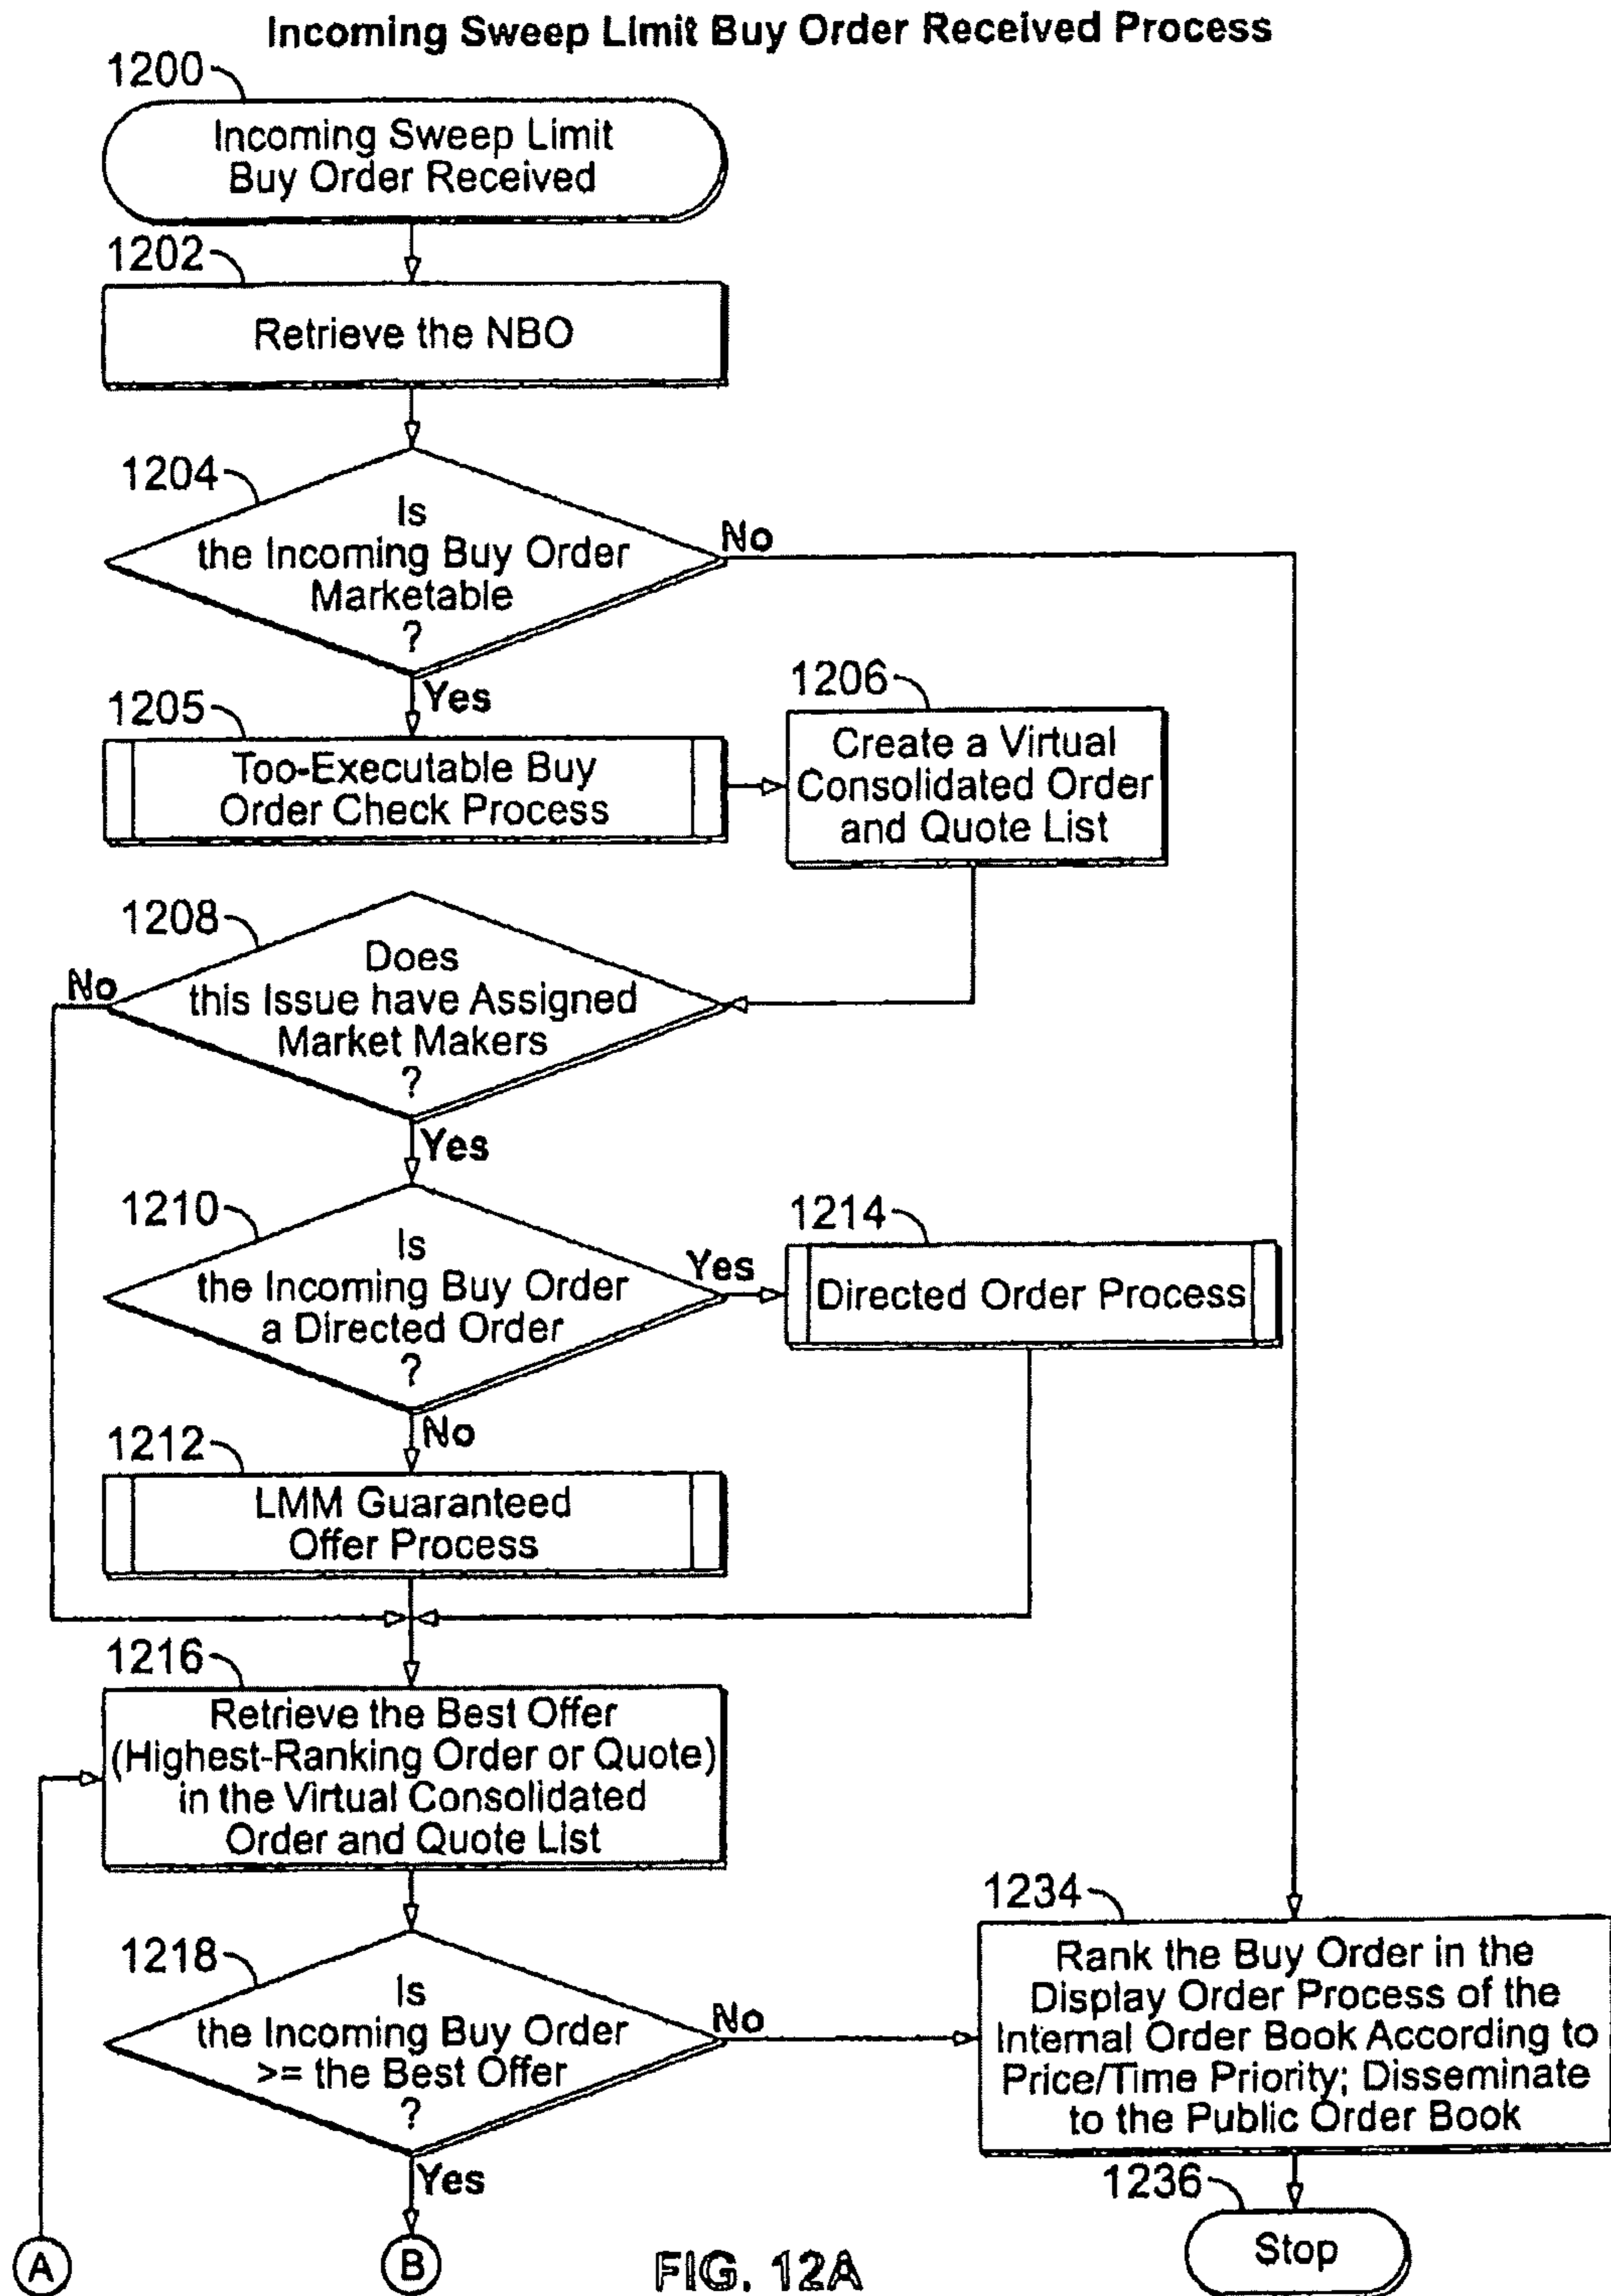 Incoming Sweep Limit Buy Order Received Process
1200
Incoming Sweep Limit
Buy Order Received
1202
Retrieve the NBO
1204
Is
the Incoming Buy Order
Marketable
?
No
Yes
1205
Too-Executable Buy
Order Check Process
1206
Create a Virtual
Consolidated Order
and Quote List
1208
Does
this Issue have Assigned
Market Makers
?
No
Yes
1210
Is
the Incoming Buy Order
a Directed Order
?
Yes
1214
Directed Order Process
No
1212
LMM Guaranteed
Offer Process
1216
Retrieve the Best Offer
(Highest-Ranking Order or Quote)
in the Virtual Consolidated
Order and Quote List
1218
Is
the Incoming Buy Order
>= the Best Offer
?
No
Yes
1234
Rank the Buy Order in the
Display Order Process of the
Internal Order Book According to
Price/Time Priority; Disseminate
to the Public Order Book
1236
Stop
A
B
FIG. 12A